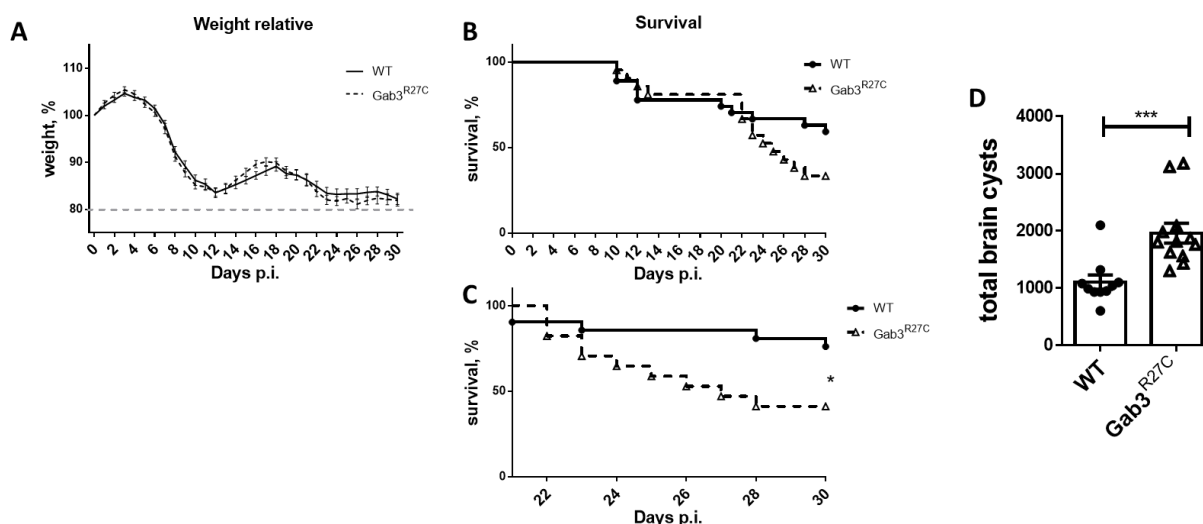 A
Weight relative
weight, %
110
100
90
80
0 2 4 6 8 10 12 14 16 18 20 22 24 26 28 30
Days p.i.
WT
Gab3R27C
B
Survival
survival, %
100
50
0
0 2 4 6 8 10 12 14 16 18 20 22 24 26 28 30
Days p.i.
WT
Gab3R27C
C
survival, %
100
50
0
22 24 26 28 30
Days p.i.
WT
Gab3R27C
*
D
***
total brain cysts
4000
3000
2000
1000
0
WT
Gab3R27C